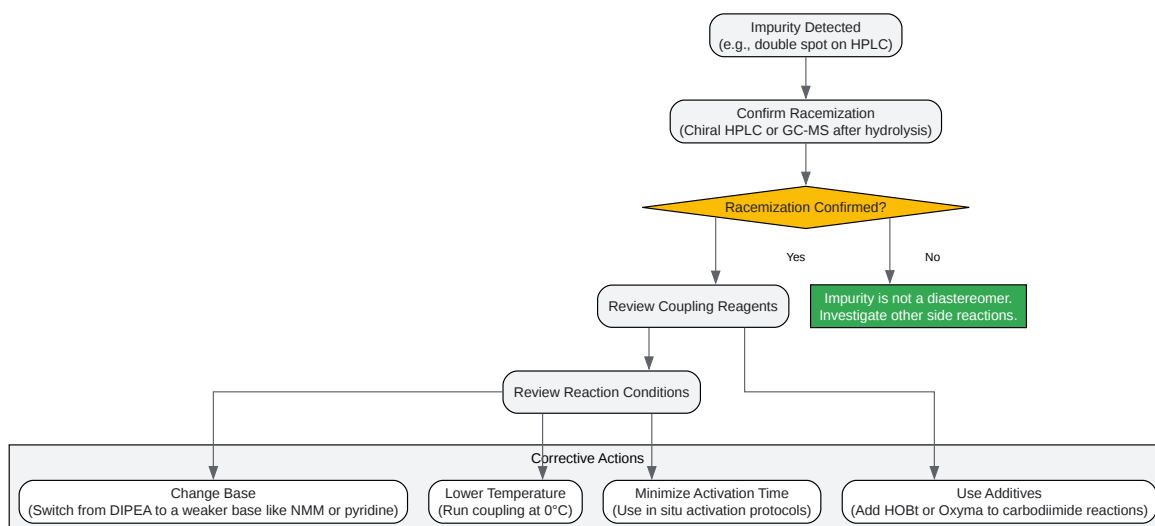 Impurity Detected
(e.g., double spot on HPLC)
Confirm Racemization
(Chiral HPLC or GC-MS after hydrolysis)
Racemization Confirmed?
Yes
No
Review Coupling Reagents
Impurity is not a diastereomer.
Investigate other side reactions.
Review Reaction Conditions
Corrective Actions
Change Base
(Switch from DIPEA to a weaker base like NMM or pyridine)
Lower Temperature
(Run coupling at 0°C)
Minimize Activation Time
(Use in situ activation protocols)
Use Additives
(Add HOBt or Oxyma to carbodiimide reactions)